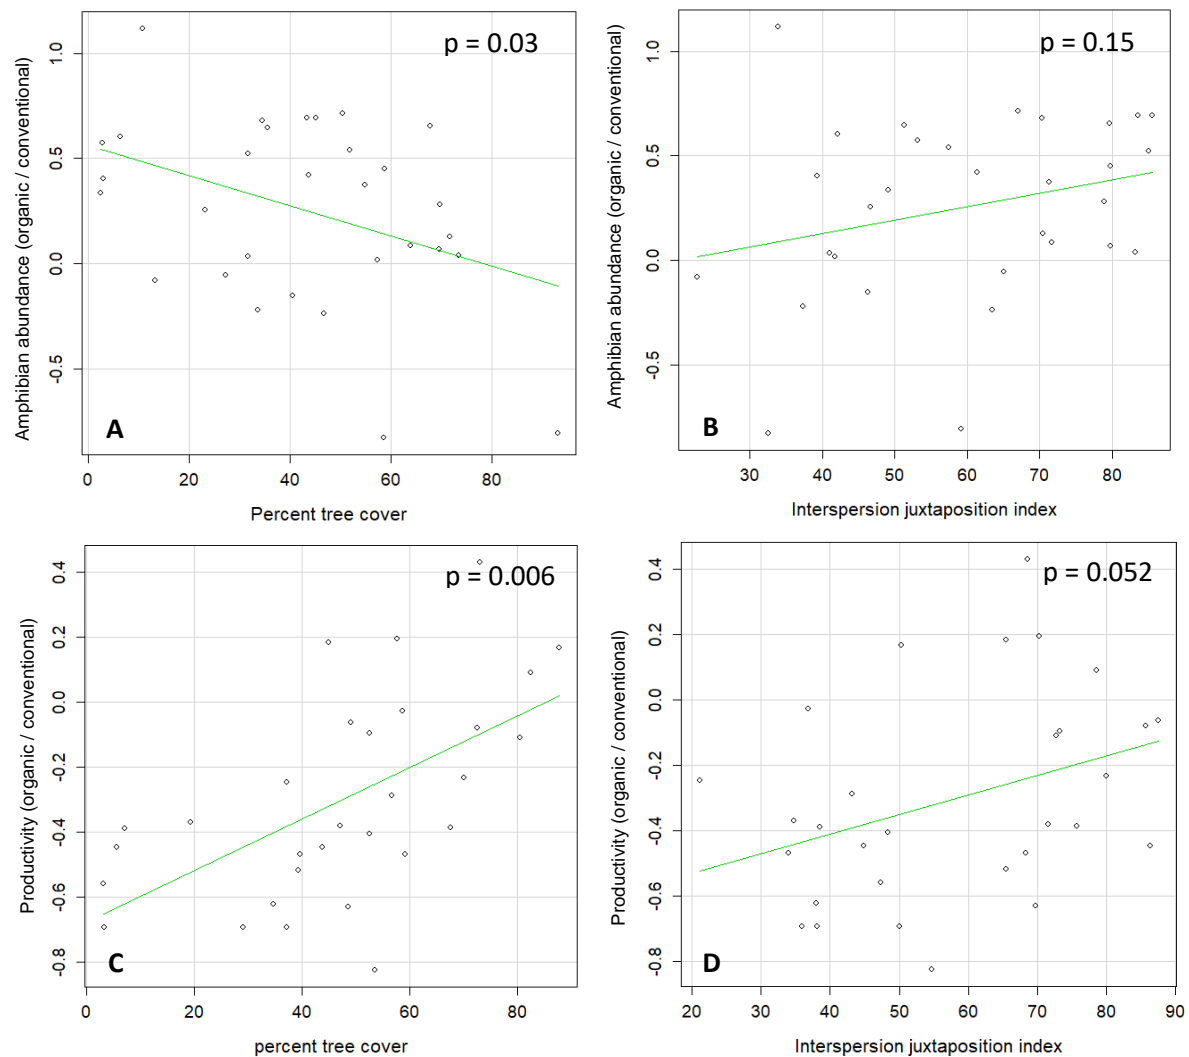 p = 0.03
1.0
0.5
0.0
-0.5
Amphibian abundance (organic / conventional)
A
0 20 40 60 80
Percent tree cover
p = 0.15
1.0
0.5
0.0
-0.5
Amphibian abundance (organic / conventional)
B
30 40 50 60 70 80
Interspersion juxtaposition index
p = 0.006
0.4
0.2
0.0
-0.2
-0.4
-0.6
-0.8
Productivity (organic / conventional)
C
0 20 40 60 80
percent tree cover
p = 0.052
0.4
0.2
0.0
-0.2
-0.4
-0.6
-0.8
Productivity (organic / conventional)
D
20 30 40 50 60 70 80 90
Interspersion juxtaposition index